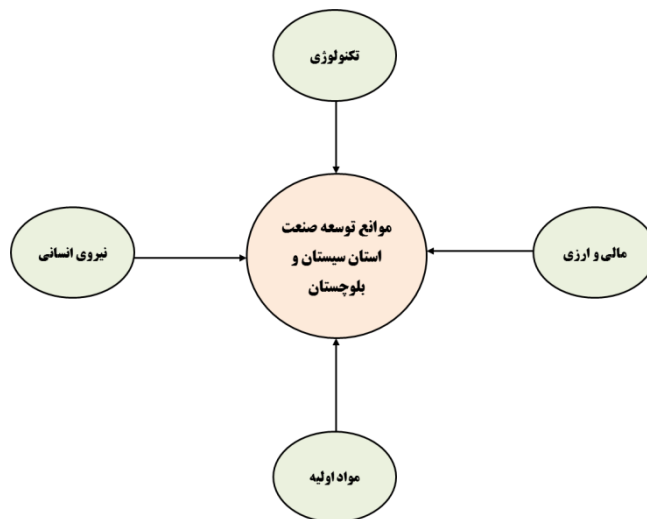 تکنولوژی
موانع توسعه صنعت
استان سیستان و
بلوچستان
مالی و ارزی
نیروی انسانی
مواد اولیه